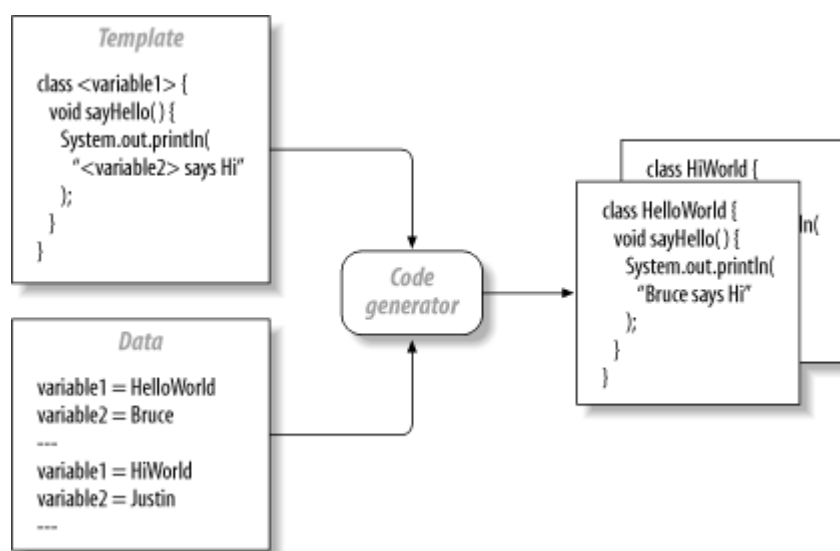 Template
class <variable1> {
void sayHello( ) {
System.out.println(
"<variable2> says Hi"
);
}
}
Data
variable1 = HelloWorld
variable2 = Bruce
---
variable1 = HiWorld
variable2 = Justin
---
Code
generator
class HiWorld {
ln(
class HelloWorld {
void sayHello( ) {
System.out.println(
"Bruce says Hi"
);
}
}